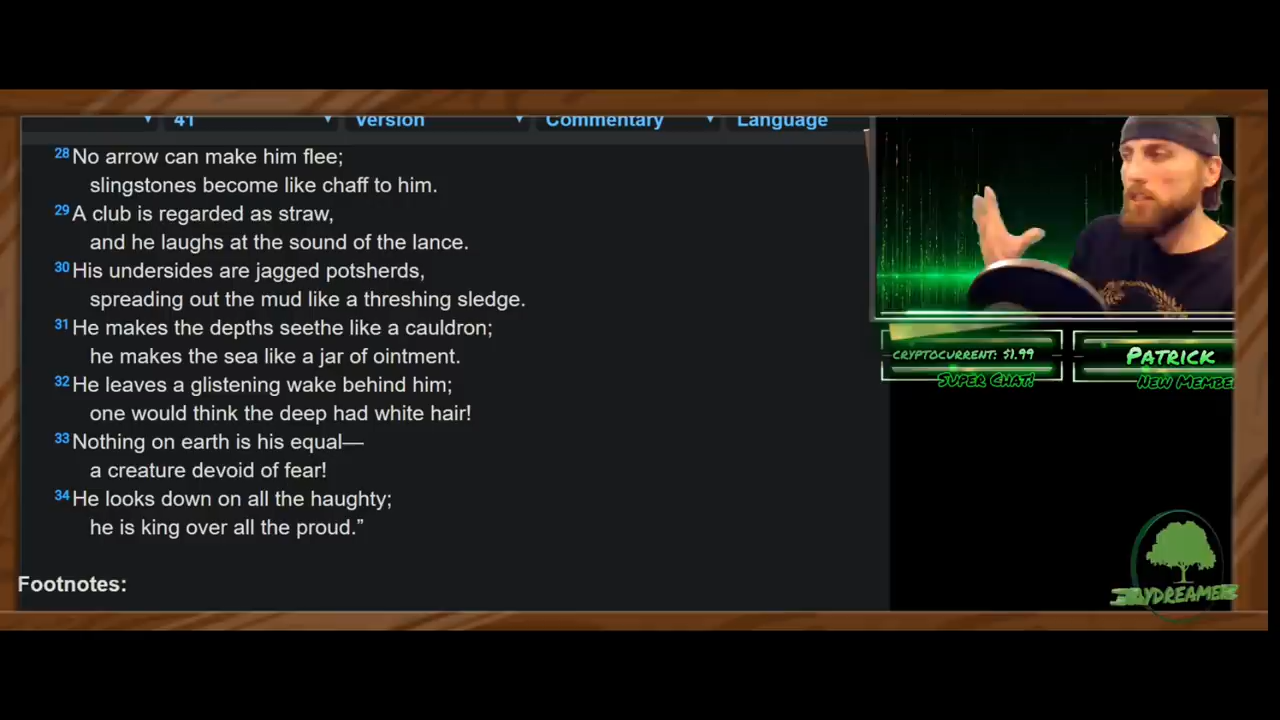 41 Version Commentary Language
28 No arrow can make him flee;
slingstones become like chaff to him.
29 A club is regarded as straw,
and he laughs at the sound of the lance.
30 His undersides are jagged potsherds,
spreading out the mud like a threshing sledge.
31 He makes the depths seethe like a cauldron;
he makes the sea like a jar of ointment.
32 He leaves a glistening wake behind him;
one would think the deep had white hair!
33 Nothing on earth is his equal—
a creature devoid of fear!
34 He looks down on all the haughty;
he is king over all the proud.”
Footnotes:
CRYPTOCURRENT: $1.99
SUPER CHAT!
PATRICK
NEW MEMBE